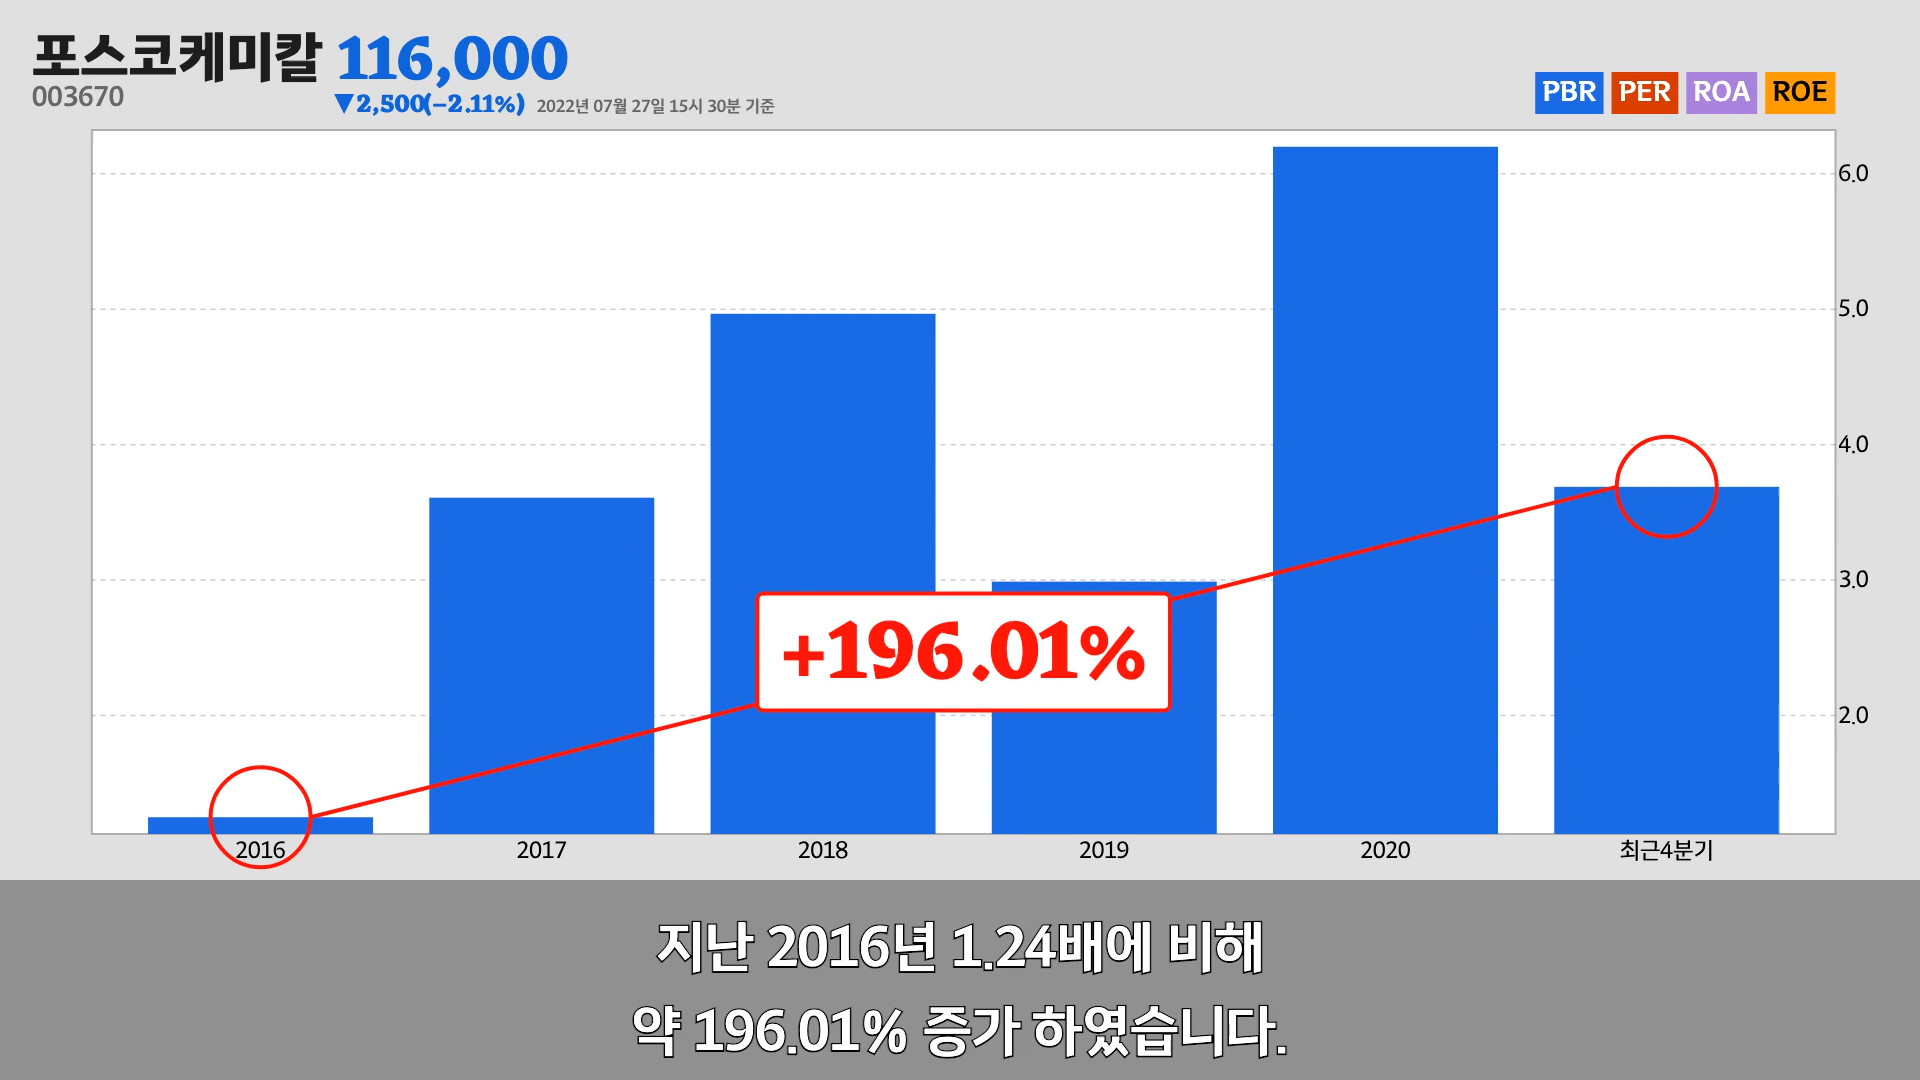 포스코케미칼 116,000
003670
▼2,500(-2.11%) 2022년 07월 27일 15시 30분 기준
PBR PER ROA ROE
6.0
5.0
4.0
3.0
2.0
+196.01%
2016 2017 2018 2019 2020 최근4분기
지난 2016년 1.24배에 비해
약 196.01% 증가 하였습니다.